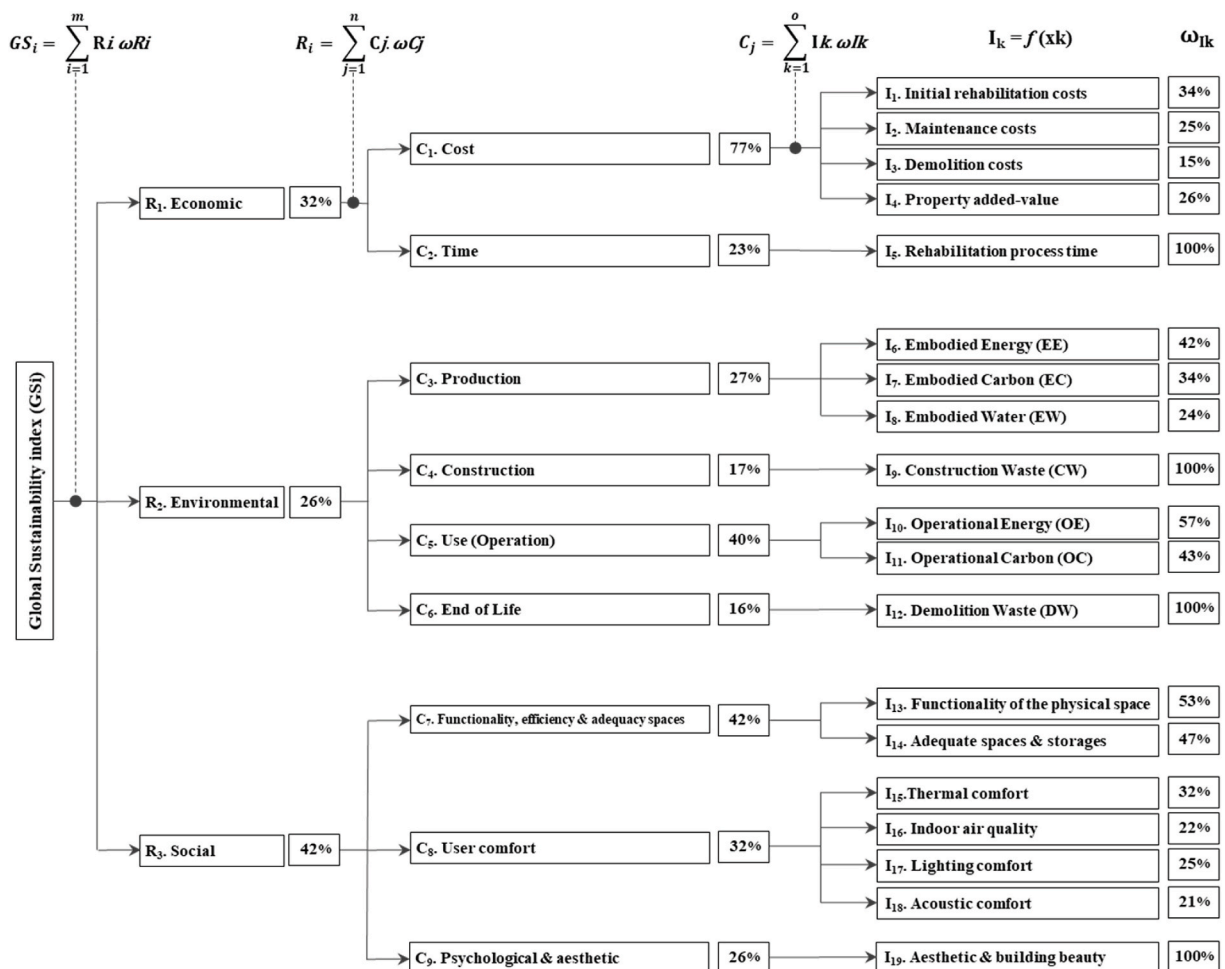 GSi = ∑ i=1 m Ri ωRi
Ri = ∑ j=1 n Cj. ωCj
Cj = ∑ k=1 o Ik. ωIk
Ik = f (xk)
ωIk
Global Sustainability index (GSi)
R1. Economic 32%
C1. Cost 77%
I1. Initial rehabilitation costs 34%
I2. Maintenance costs 25%
I3. Demolition costs 15%
I4. Property added-value 26%
C2. Time 23%
I5. Rehabilitation process time 100%
R2. Environmental 26%
C3. Production 27%
I6. Embodied Energy (EE) 42%
I7. Embodied Carbon (EC) 34%
I8. Embodied Water (EW) 24%
C4. Construction 17%
I9. Construction Waste (CW) 100%
C5. Use (Operation) 40%
I10. Operational Energy (OE) 57%
I11. Operational Carbon (OC) 43%
C6. End of Life 16%
I12. Demolition Waste (DW) 100%
R3. Social 42%
C7. Functionality, efficiency & adequacy spaces 42%
I13. Functionality of the physical space 53%
I14. Adequate spaces & storages 47%
C8. User comfort 32%
I15.Thermal comfort 32%
I16. Indoor air quality 22%
I17. Lighting comfort 25%
I18. Acoustic comfort 21%
C9. Psychological & aesthetic 26%
I19. Aesthetic & building beauty 100%